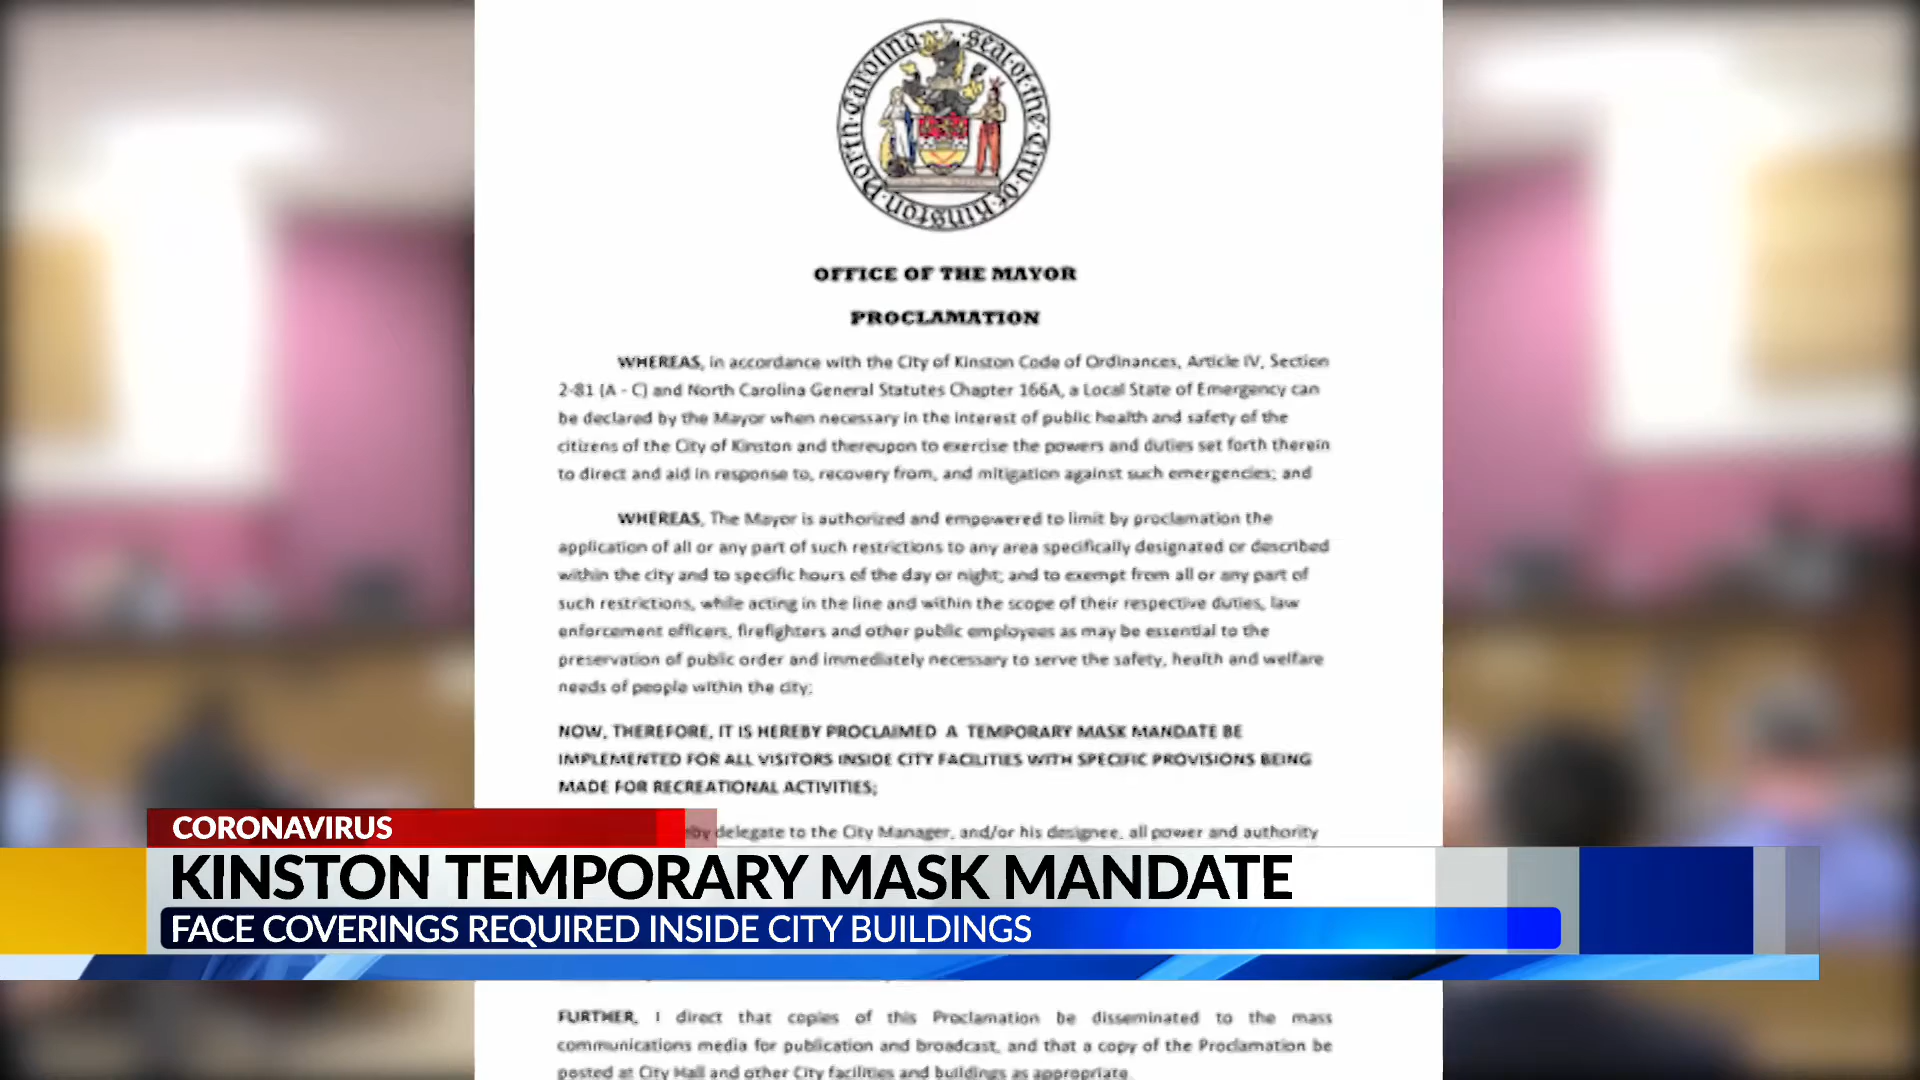 Seal of the City of Kinston North Carolina
OFFICE OF THE MAYOR
PROCLAMATION
WHEREAS, in accordance with the City of Kinston Code of Ordinances, Article IV, Section
2-81 (A - C) and North Carolina General Statutes Chapter 166A, a Local State of Emergency can
be declared by the Mayor when necessary in the interest of public health and safety of the
citizens of the City of Kinston and thereupon to exercise the powers and duties set forth therein
to direct and aid in response to, recovery from, and mitigation against such emergencies; and
WHEREAS, The Mayor is authorized and empowered to limit by proclamation the
application of all or any part of such restrictions to any area specifically designated or described
within the city and to specific hours of the day or night; and to exempt from all or any part of
such restrictions, while acting in the line and within the scope of their respective duties, law
enforcement officers, firefighters and other public employees as may be essential to the
preservation of public order and immediately necessary to serve the safety, health and welfare
needs of people within the city;
NOW, THEREFORE, IT IS HEREBY PROCLAIMED A TEMPORARY MASK MANDATE BE
IMPLEMENTED FOR ALL VISITORS INSIDE CITY FACILITIES WITH SPECIFIC PROVISIONS BEING
MADE FOR RECREATIONAL ACTIVITIES;
delegate to the City Manager, and/or his designee, all power and authority
CORONAVIRUS
KINSTON TEMPORARY MASK MANDATE
FACE COVERINGS REQUIRED INSIDE CITY BUILDINGS
FURTHER, I direct that copies of this Proclamation be disseminated to the mass
communications media for publication and broadcast, and that a copy of the Proclamation be
posted at City Hall and other City facilities and buildings as appropriate.